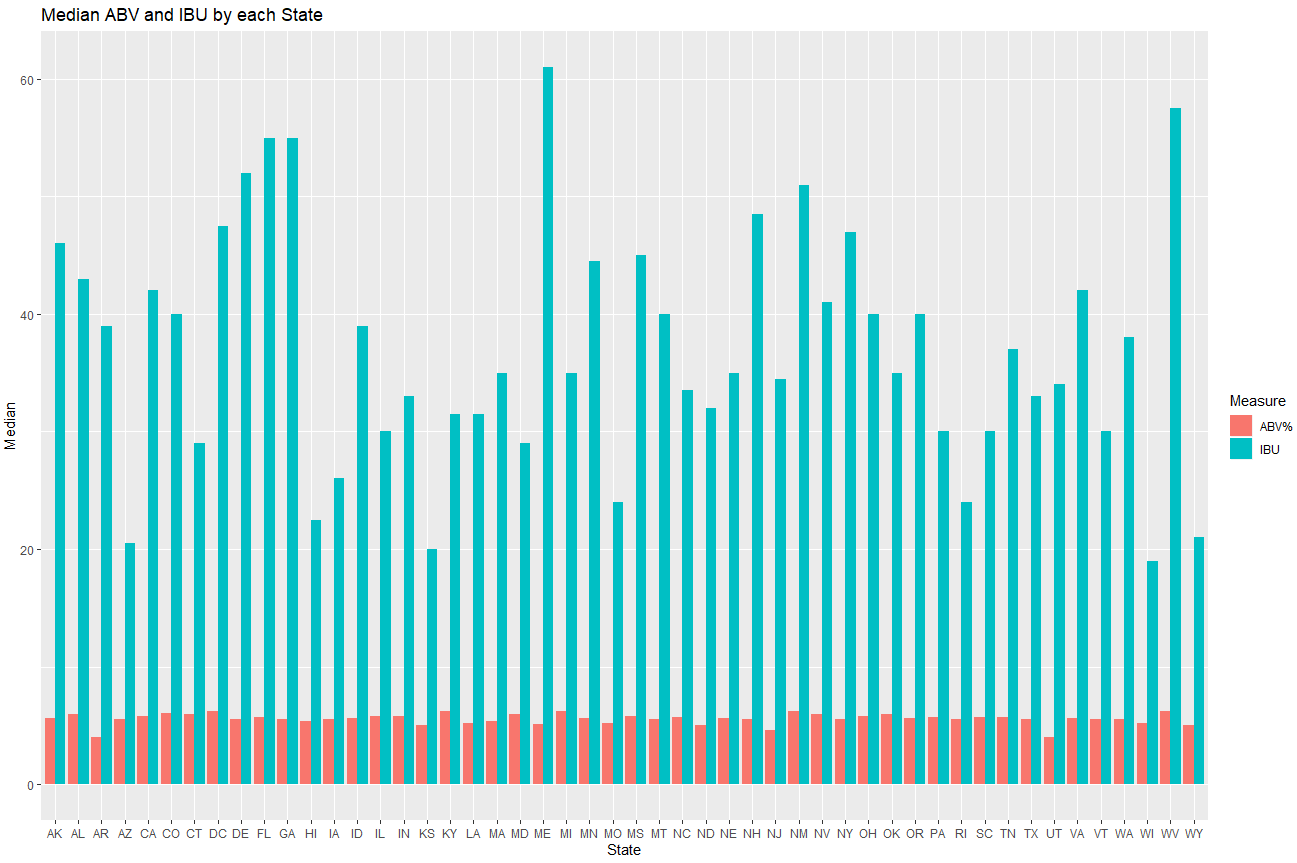 Median ABV and IBU by each State
60
40
20
0
Median
AK AL AR AZ CA CO CT DC DE FL GA HI IA ID IL IN KS KY LA MA MD ME MI MN MO MS MT NC ND NE NH NJ NM NV NY OH OK OR PA RI SC TN TX UT VA VT WA WI WV WY
State
Measure
ABV%
IBU